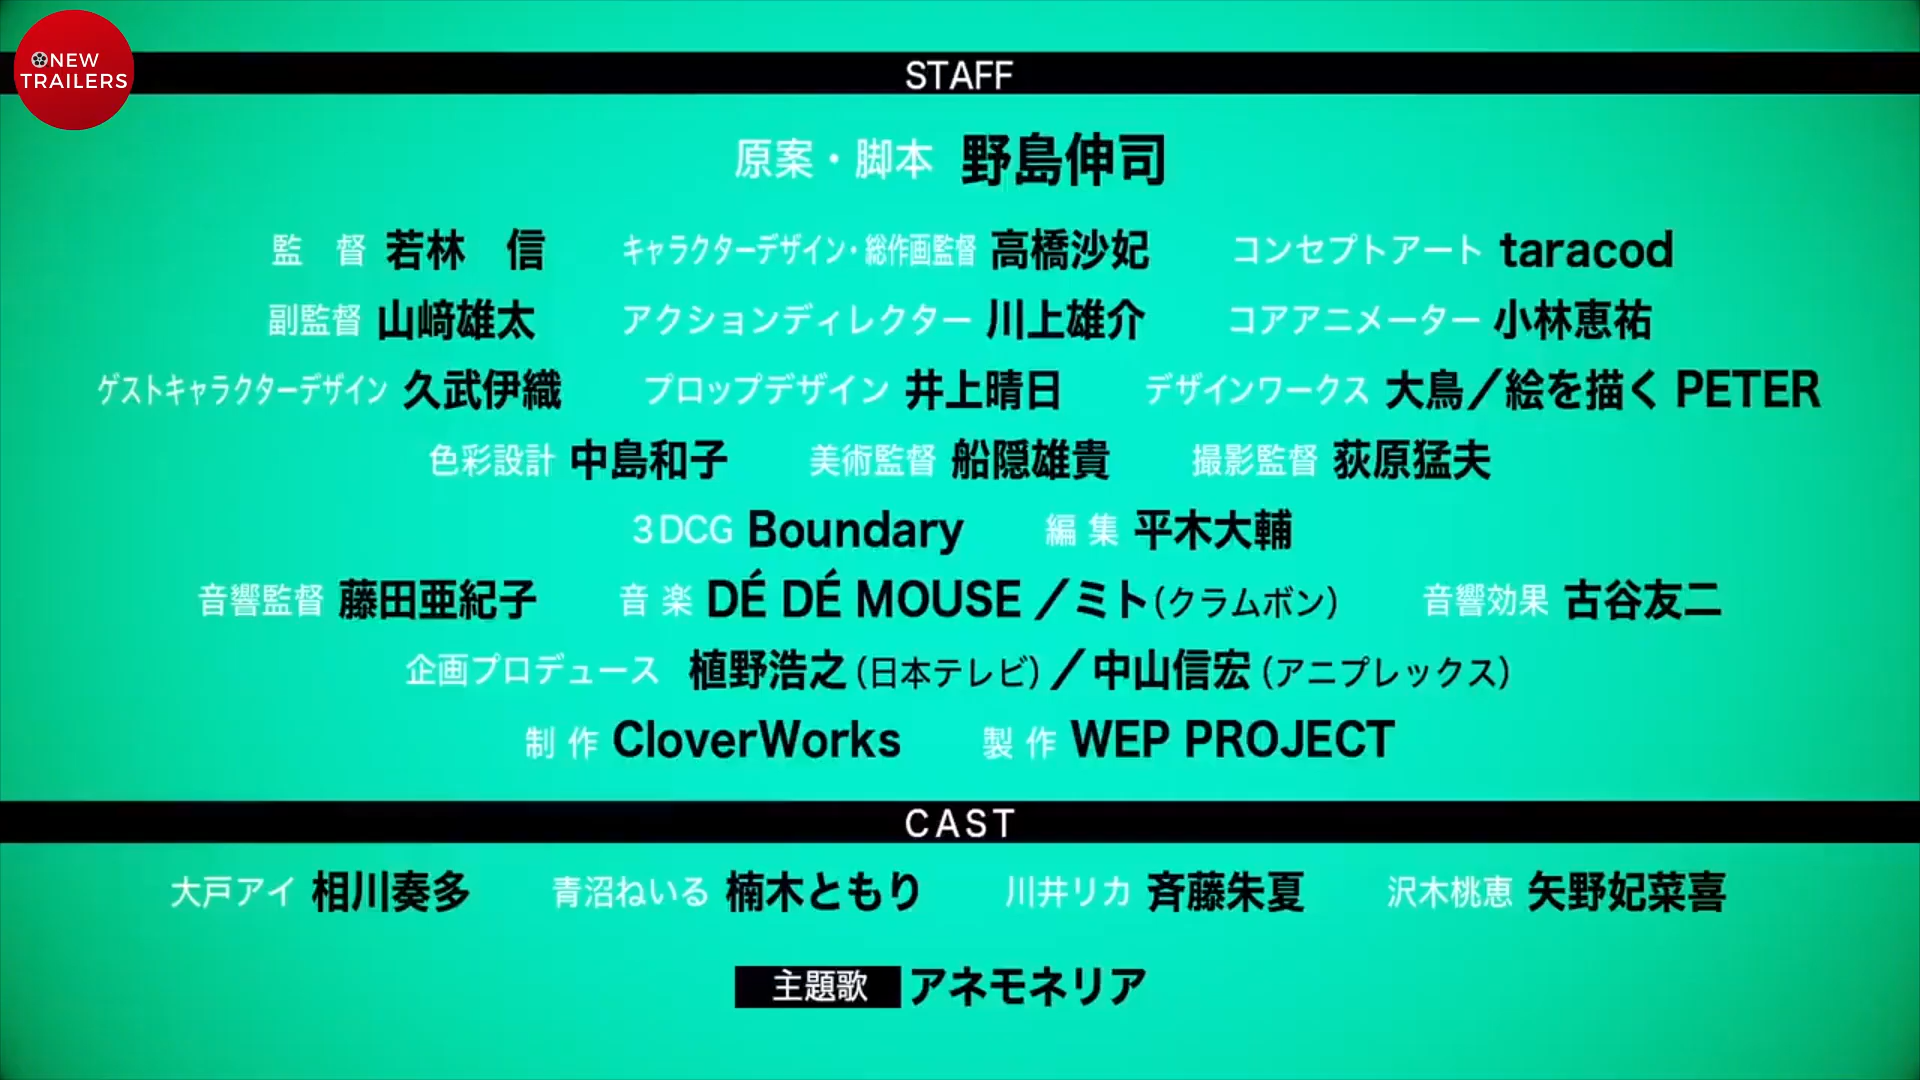 NEW
TRAILERS
STAFF
原案・脚本 野島伸司
監 督 若林 信 キャラクターデザイン・総作画監督 高橋沙妃 コンセプトアート taracod
副監督 山﨑雄太 アクションディレクター 川上雄介 コアアニメーター 小林恵祐
ゲストキャラクターデザイン 久武伊織 プロップデザイン 井上晴日 デザインワークス 大鳥／絵を描くPETER
色彩設計 中島和子 美術監督 船隠雄貴 撮影監督 荻原猛夫
3DCG Boundary 編 集 平木大輔
音響監督 藤田亜紀子 音 楽 DÉ DÉ MOUSE／ミト（クラムボン） 音響効果 古谷友二
企画プロデュース 植野浩之（日本テレビ）／中山信宏（アニプレックス）
制 作 CloverWorks 製 作 WEP PROJECT
CAST
大戸アイ 相川奏多 青沼ねいる 楠木ともり 川井リカ 斉藤朱夏 沢木桃恵 矢野妃菜喜
主題歌 アネモネリア